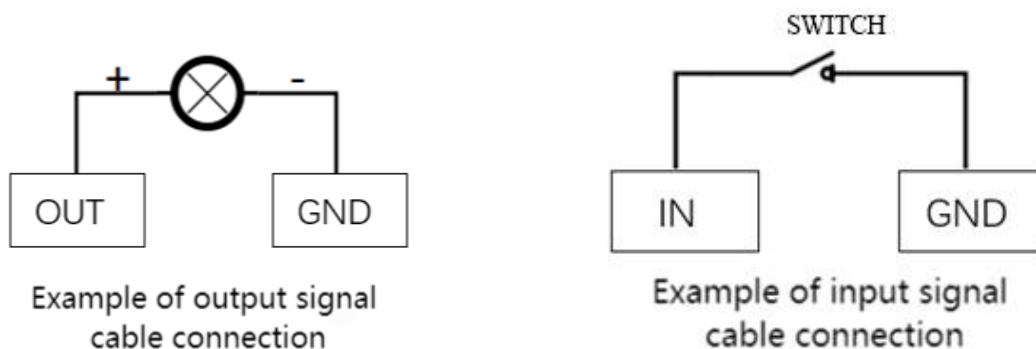 SWITCH
+ -
OUT GND
IN GND
Example of output signal
cable connection
Example of input signal
cable connection